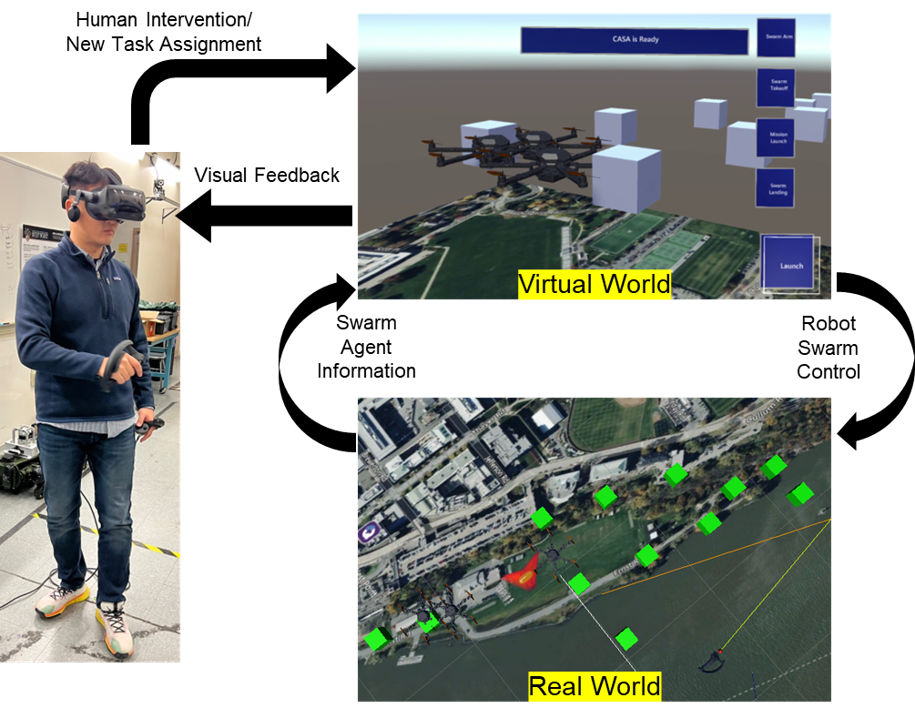 Human Intervention/
New Task Assignment
CASA is Ready
Swarm Arm
Swarm
Takeoff
Mission
Launch
Swarm
Landing
Launch
Visual Feedback
Virtual World
Swarm
Agent
Information
Robot
Swarm
Control
Real World